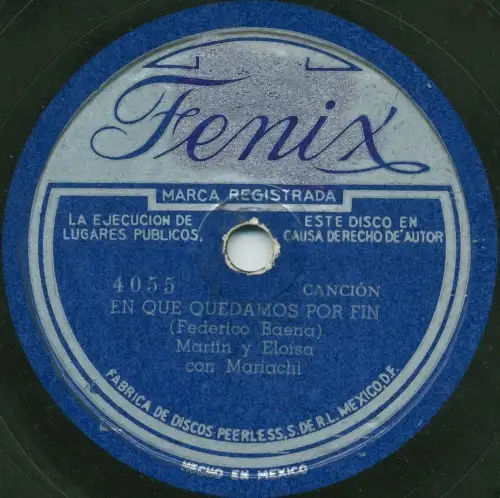 Fenix
MARCA REGISTRADA
LA EJECUCION DE
LUGARES PUBLICOS,
ESTE DISCO EN
CAUSA DERECHO DE AUTOR
4055
CANCIÓN
EN QUE QUEDAMOS POR FIN
(Federico Baena)
Martín y Eloísa
con Mariachi
FABRICA DE DISCOS PEERLESS, S. DE R.L. MEXICO, D.F.
HECHO EN MEXICO